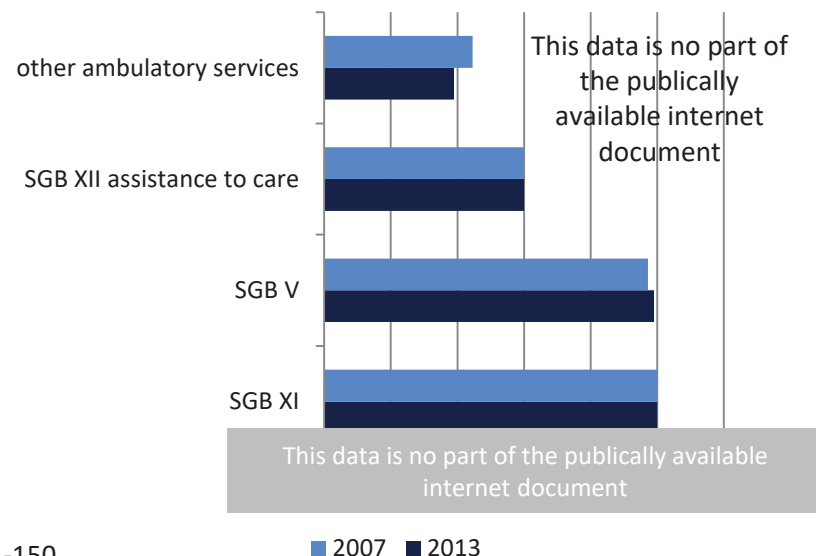 other ambulatory services
This data is no part of
the publically
available internet
document
SGB XII assistance to care
SGB V
SGB XI
This data is no part of the publically available
internet document
-150
2007 2013